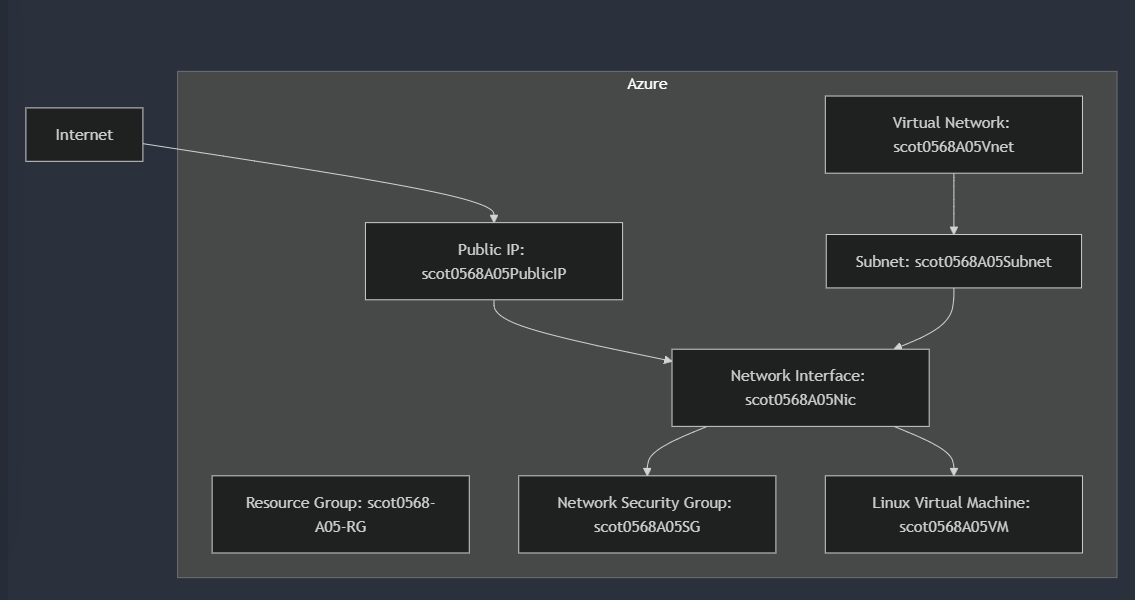 Azure
Internet
Virtual Network:
scot0568A05Vnet
Public IP:
scot0568A05PublicIP
Subnet: scot0568A05Subnet
Network Interface:
scot0568A05Nic
Resource Group: scot0568-
A05-RG
Network Security Group:
scot0568A05SG
Linux Virtual Machine:
scot0568A05VM